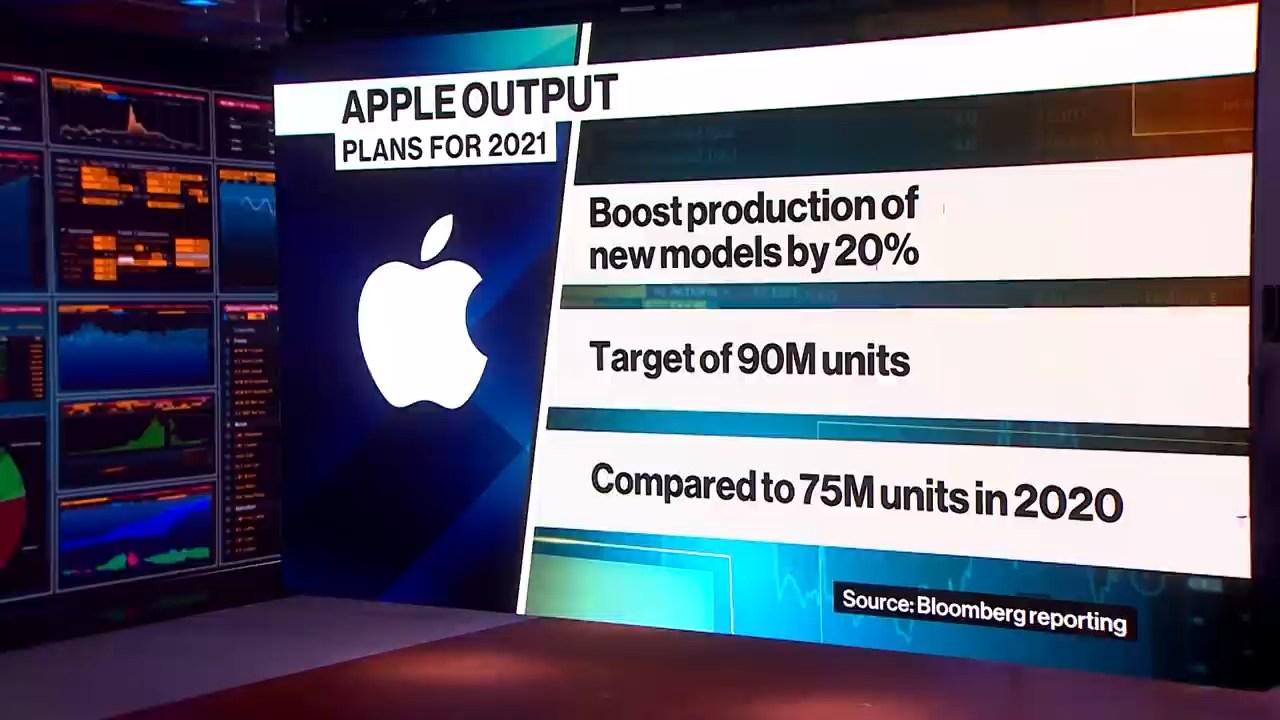 APPLE OUTPUT
PLANS FOR 2021
Boost production of
new models by 20%
Target of 90M units
Compared to 75M units in 2020
Source: Bloomberg reporting